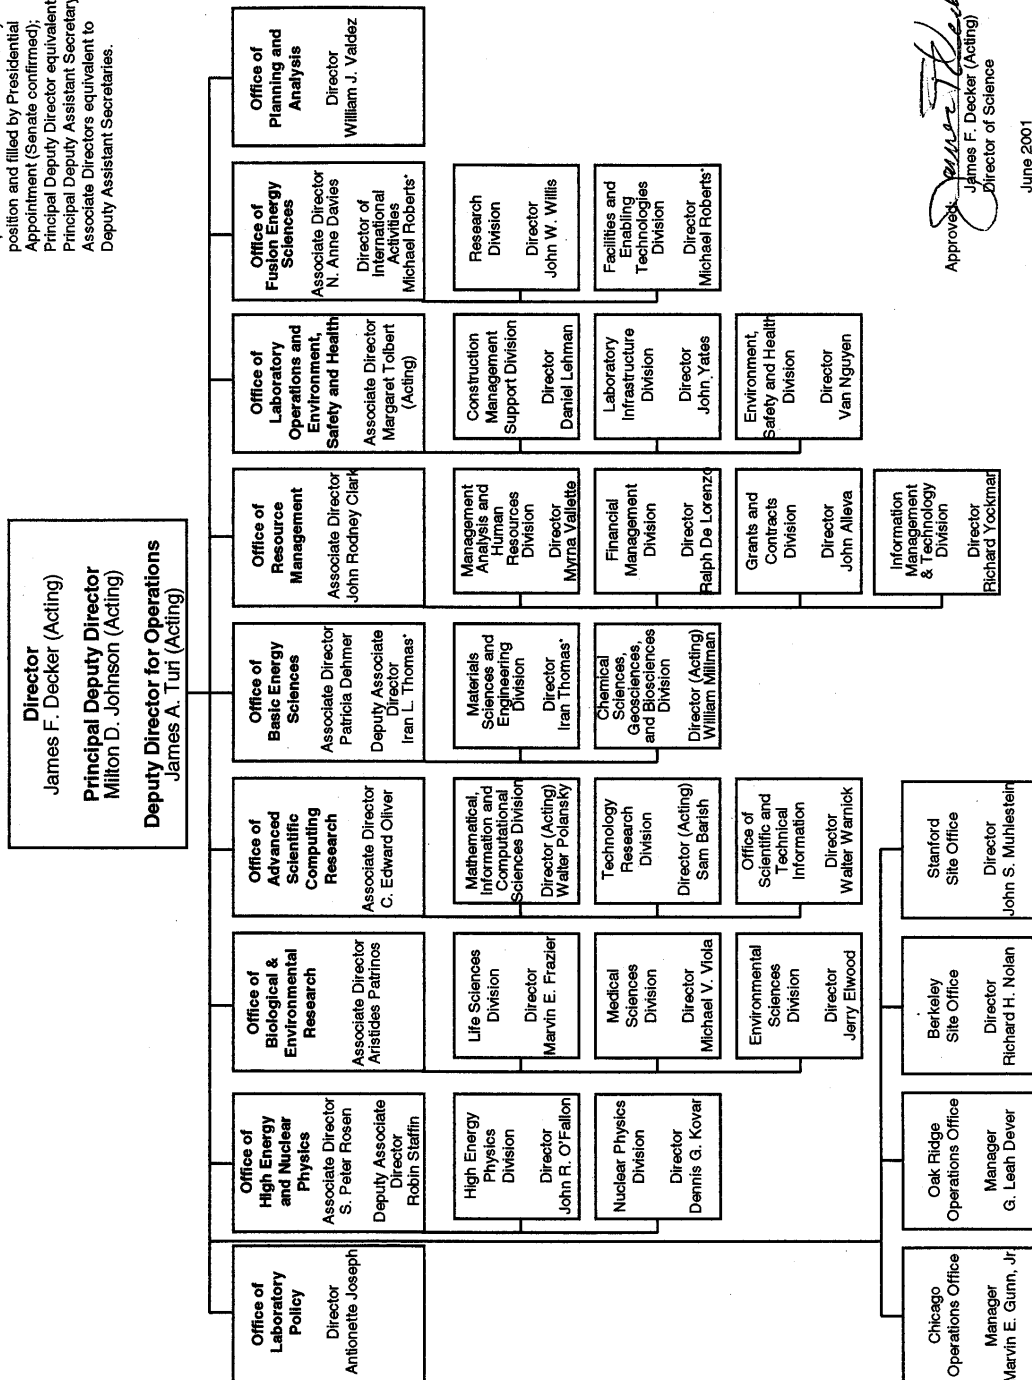 position and filled by Presidential
Appointment (Senate confirmed);
Principal Deputy Director equivalent
Principal Deputy Assistant Secretary
Associate Directors equivalent to
Deputy Assistant Secretaries.
Director
James F. Decker (Acting)
Principal Deputy Director
Milton D. Johnson (Acting)
Deputy Director for Operations
James A. Turi (Acting)
Office of
Laboratory
Policy
Director
Antionette Joseph
Office of
High Energy
and Nuclear
Physics
Associate Director
S. Peter Rosen
Deputy Associate
Director
Robin Staffin
Office of
Biological &
Environmental
Research
Associate Director
Aristides Patrinos
Office of
Advanced
Scientific
Computing
Research
Associate Director
C. Edward Oliver
Office of
Basic Energy
Sciences
Associate Director
Patricia Dehmer
Deputy Associate
Director
Iran L. Thomas*
Office of
Resource
Management
Associate Director
John Rodney Clark
Office of
Laboratory
Operations and
Environment,
Safety and Health
Associate Director
Margaret Tolbert
(Acting)
Office of
Fusion Energy
Sciences
Associate Director
N. Anne Davies
Director of
International
Activities
Michael Roberts*
Office of
Planning and
Analysis
Director
William J. Valdez
High Energy
Physics
Division
Director
John R. O'Fallon
Life Sciences
Division
Director
Marvin E. Frazier
Mathematical,
Information and
Computational
Sciences Division
Director (Acting)
Walter Polansky
Materials
Sciences and
Engineering
Division
Director
Iran Thomas*
Management
Analysis and
Human
Resources
Division
Director
Myrna Vallette
Construction
Management
Support Division
Director
Daniel Lehman
Research
Division
Director
John W. Willis
Nuclear Physics
Division
Director
Dennis G. Kovar
Medical
Sciences
Division
Director
Michael V. Viola
Technology
Research
Division
Director (Acting)
Sam Barish
Chemical
Sciences,
Geosciences,
and Biosciences
Division
Director (Acting)
William Millman
Financial
Management
Division
Director
Ralph De Lorenzo
Laboratory
Infrastructure
Division
Director
John Yates
Facilities and
Enabling
Technologies
Division
Director
Michael Roberts*
Environmental
Sciences
Division
Director
Jerry Elwood
Office of
Scientific and
Technical
Information
Director
Walter Warnick
Grants and
Contracts
Division
Director
John Alleva
Environment,
Safety and Health
Division
Director
Van Nguyen
Information
Management
& Technology
Division
Director
Richard Yockman
Chicago
Operations Office
Manager
Marvin E. Gunn, Jr.
Oak Ridge
Operations Office
Manager
G. Leah Dever
Berkeley
Site Office
Director
Richard H. Nolan
Stanford
Site Office
Director
John S. Muhlestein
Approved:
James F. Decker (Acting)
Director of Science
June 2001